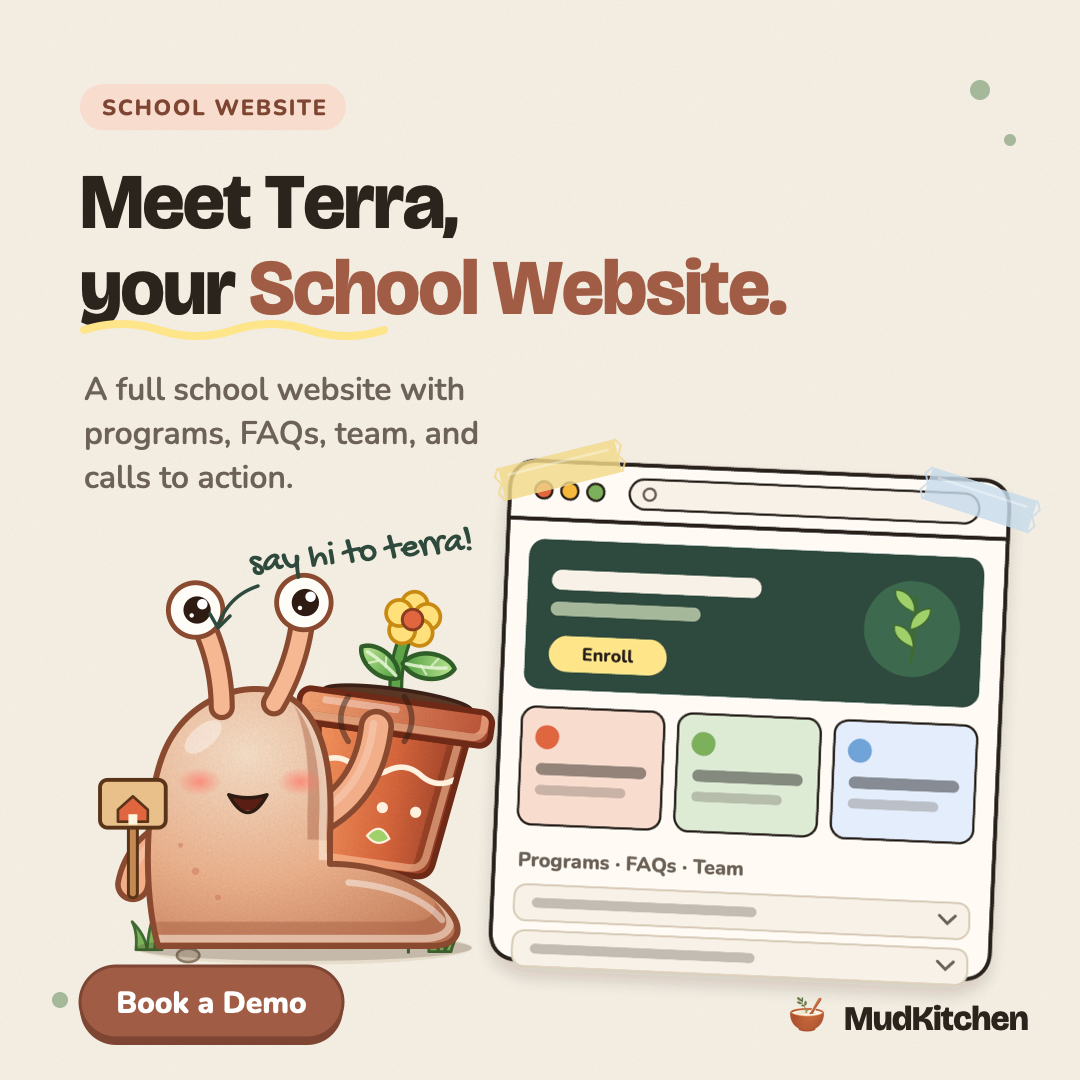 SCHOOL WEBSITE
Meet Terra,
your School Website.
A full school website with
programs, FAQs, team, and
calls to action.
say hi to terra!
Enroll
Programs · FAQs · Team
Book a Demo
MudKitchen